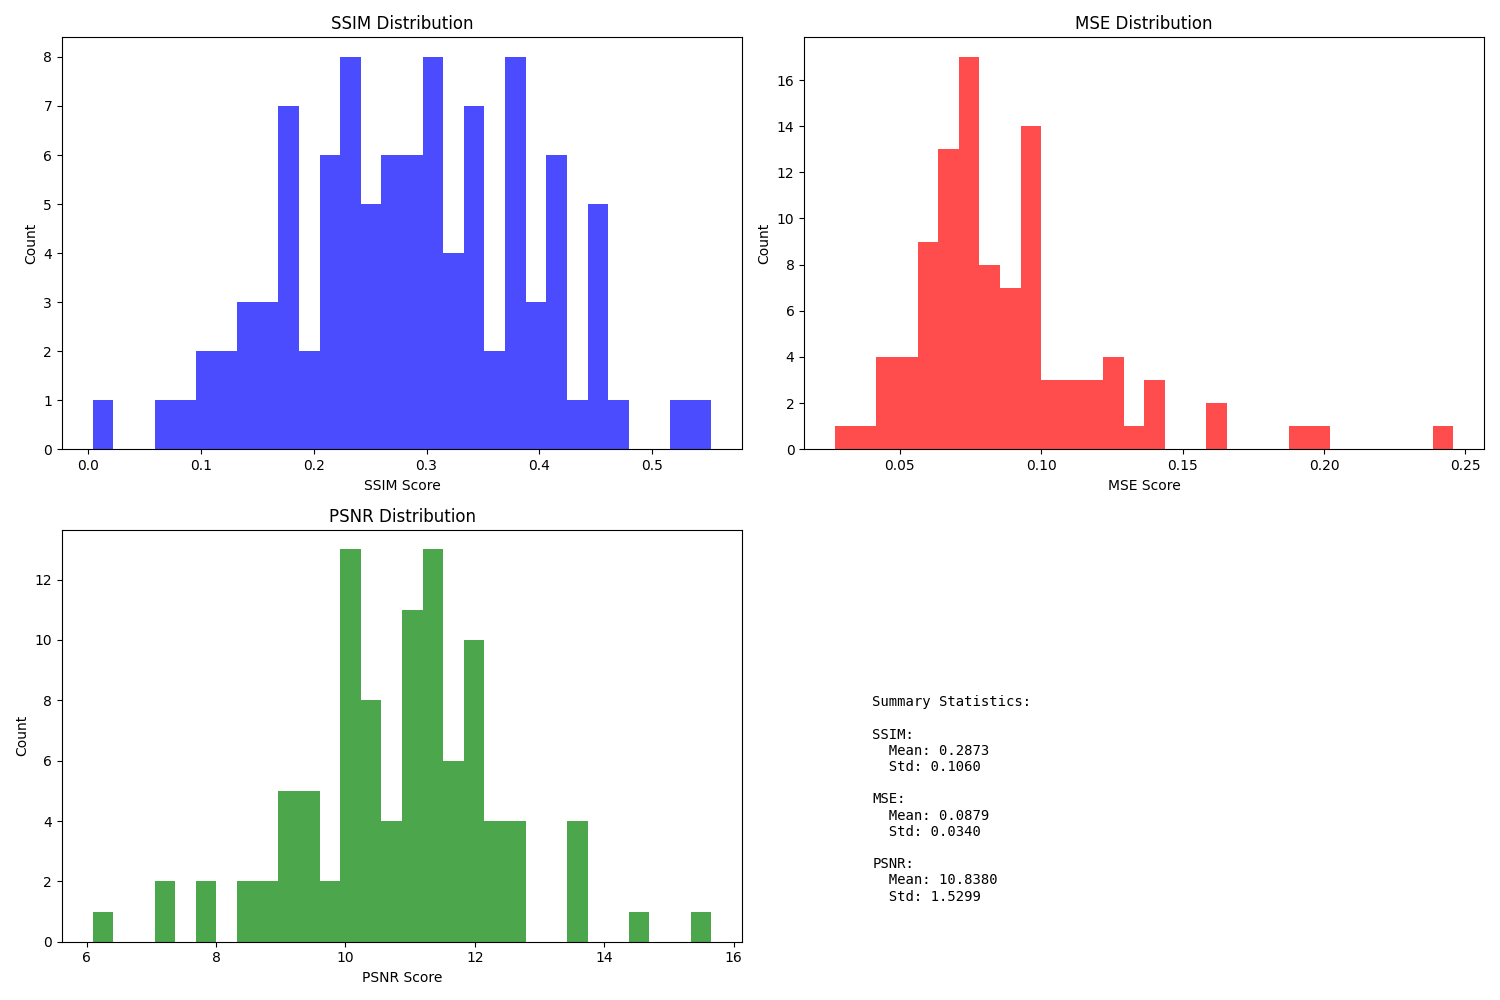 SSIM Distribution
8
7
6
5
4
3
2
1
0
Count
0.0 0.1 0.2 0.3 0.4 0.5
SSIM Score
MSE Distribution
16
14
12
10
8
6
4
2
0
Count
0.05 0.10 0.15 0.20 0.25
MSE Score
PSNR Distribution
12
10
8
6
4
2
0
Count
6 8 10 12 14 16
PSNR Score
Summary Statistics:
SSIM:
Mean: 0.2873
Std: 0.1060
MSE:
Mean: 0.0879
Std: 0.0340
PSNR:
Mean: 10.8380
Std: 1.5299